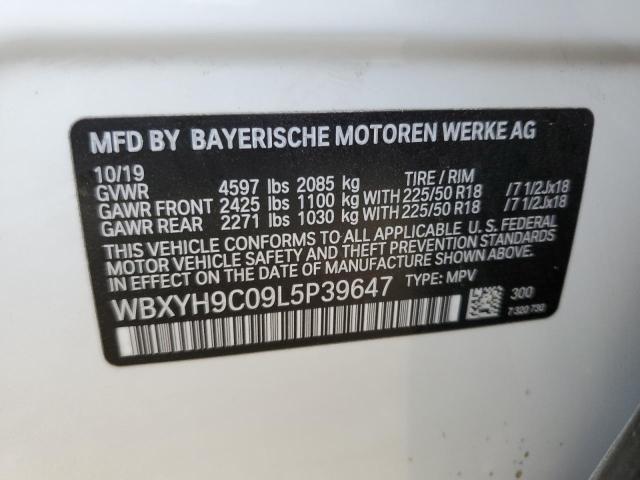 MFD BY BAYERISCHE MOTOREN WERKE AG
10/19 TIRE / RIM
GVWR 4597 lbs 2085 kg
GAWR FRONT 2425 lbs 1100 kg WITH 225/50 R18 /7 1/2Jx18
GAWR REAR 2271 lbs 1030 kg WITH 225/50 R18 /7 1/2Jx18
THIS VEHICLE CONFORMS TO ALL APPLICABLE U. S. FEDERAL
MOTOR VEHICLE SAFETY AND THEFT PREVENTION STANDARDS
IN EFFECT ON THE DATE OF MANUFACTURE SHOWN ABOVE.
WBXYH9C09L5P39647 TYPE: MPV
300
7 320 730